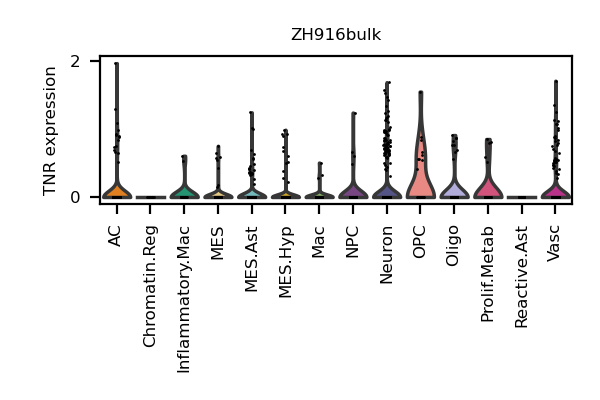 ZH916bulk
TNR expression
2
0
AC
Chromatin.Reg
Inflammatory.Mac
MES
MES.Ast
MES.Hyp
Mac
NPC
Neuron
OPC
Oligo
Prolif.Metab
Reactive.Ast
Vasc